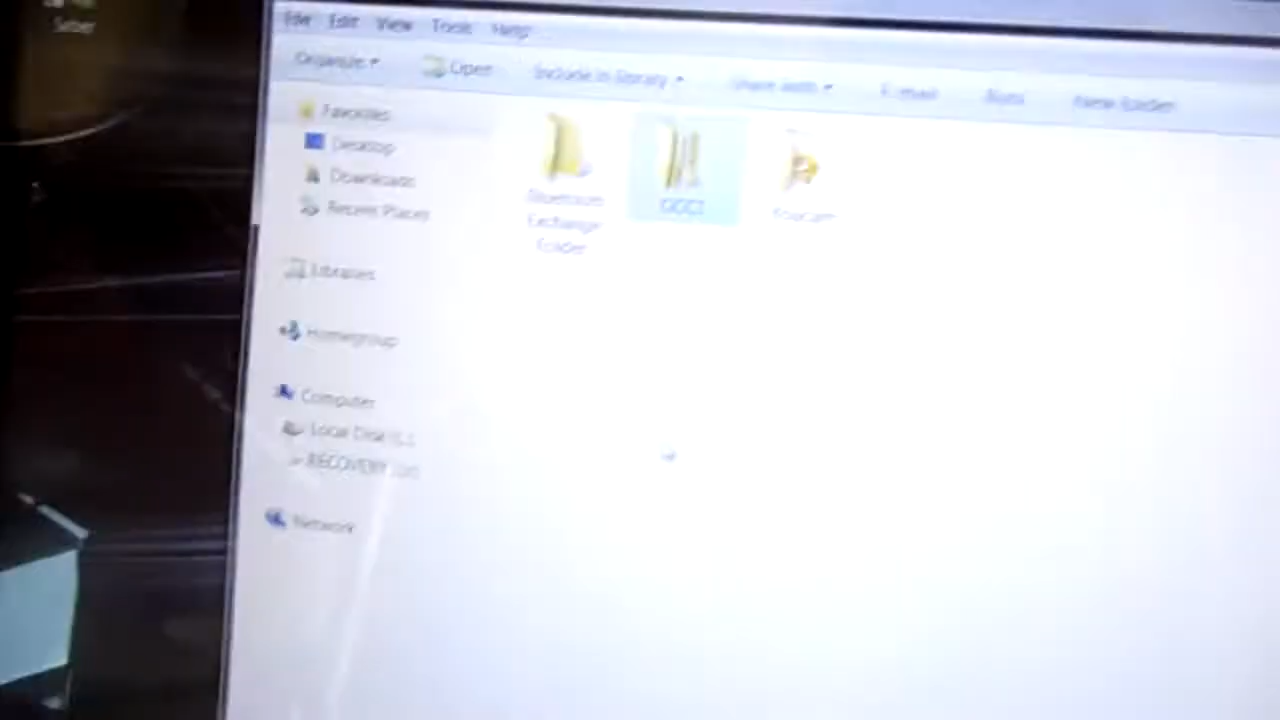 File Edit View Tools Help
Organize Open Include in library Share with E-mail Burn New folder
Favorites
Desktop
Downloads
Recent Places
Libraries
Homegroup
Computer
Local Disk (C:)
RECOVERY
Network
Bluetooth
Exchange
Folder
Youcam